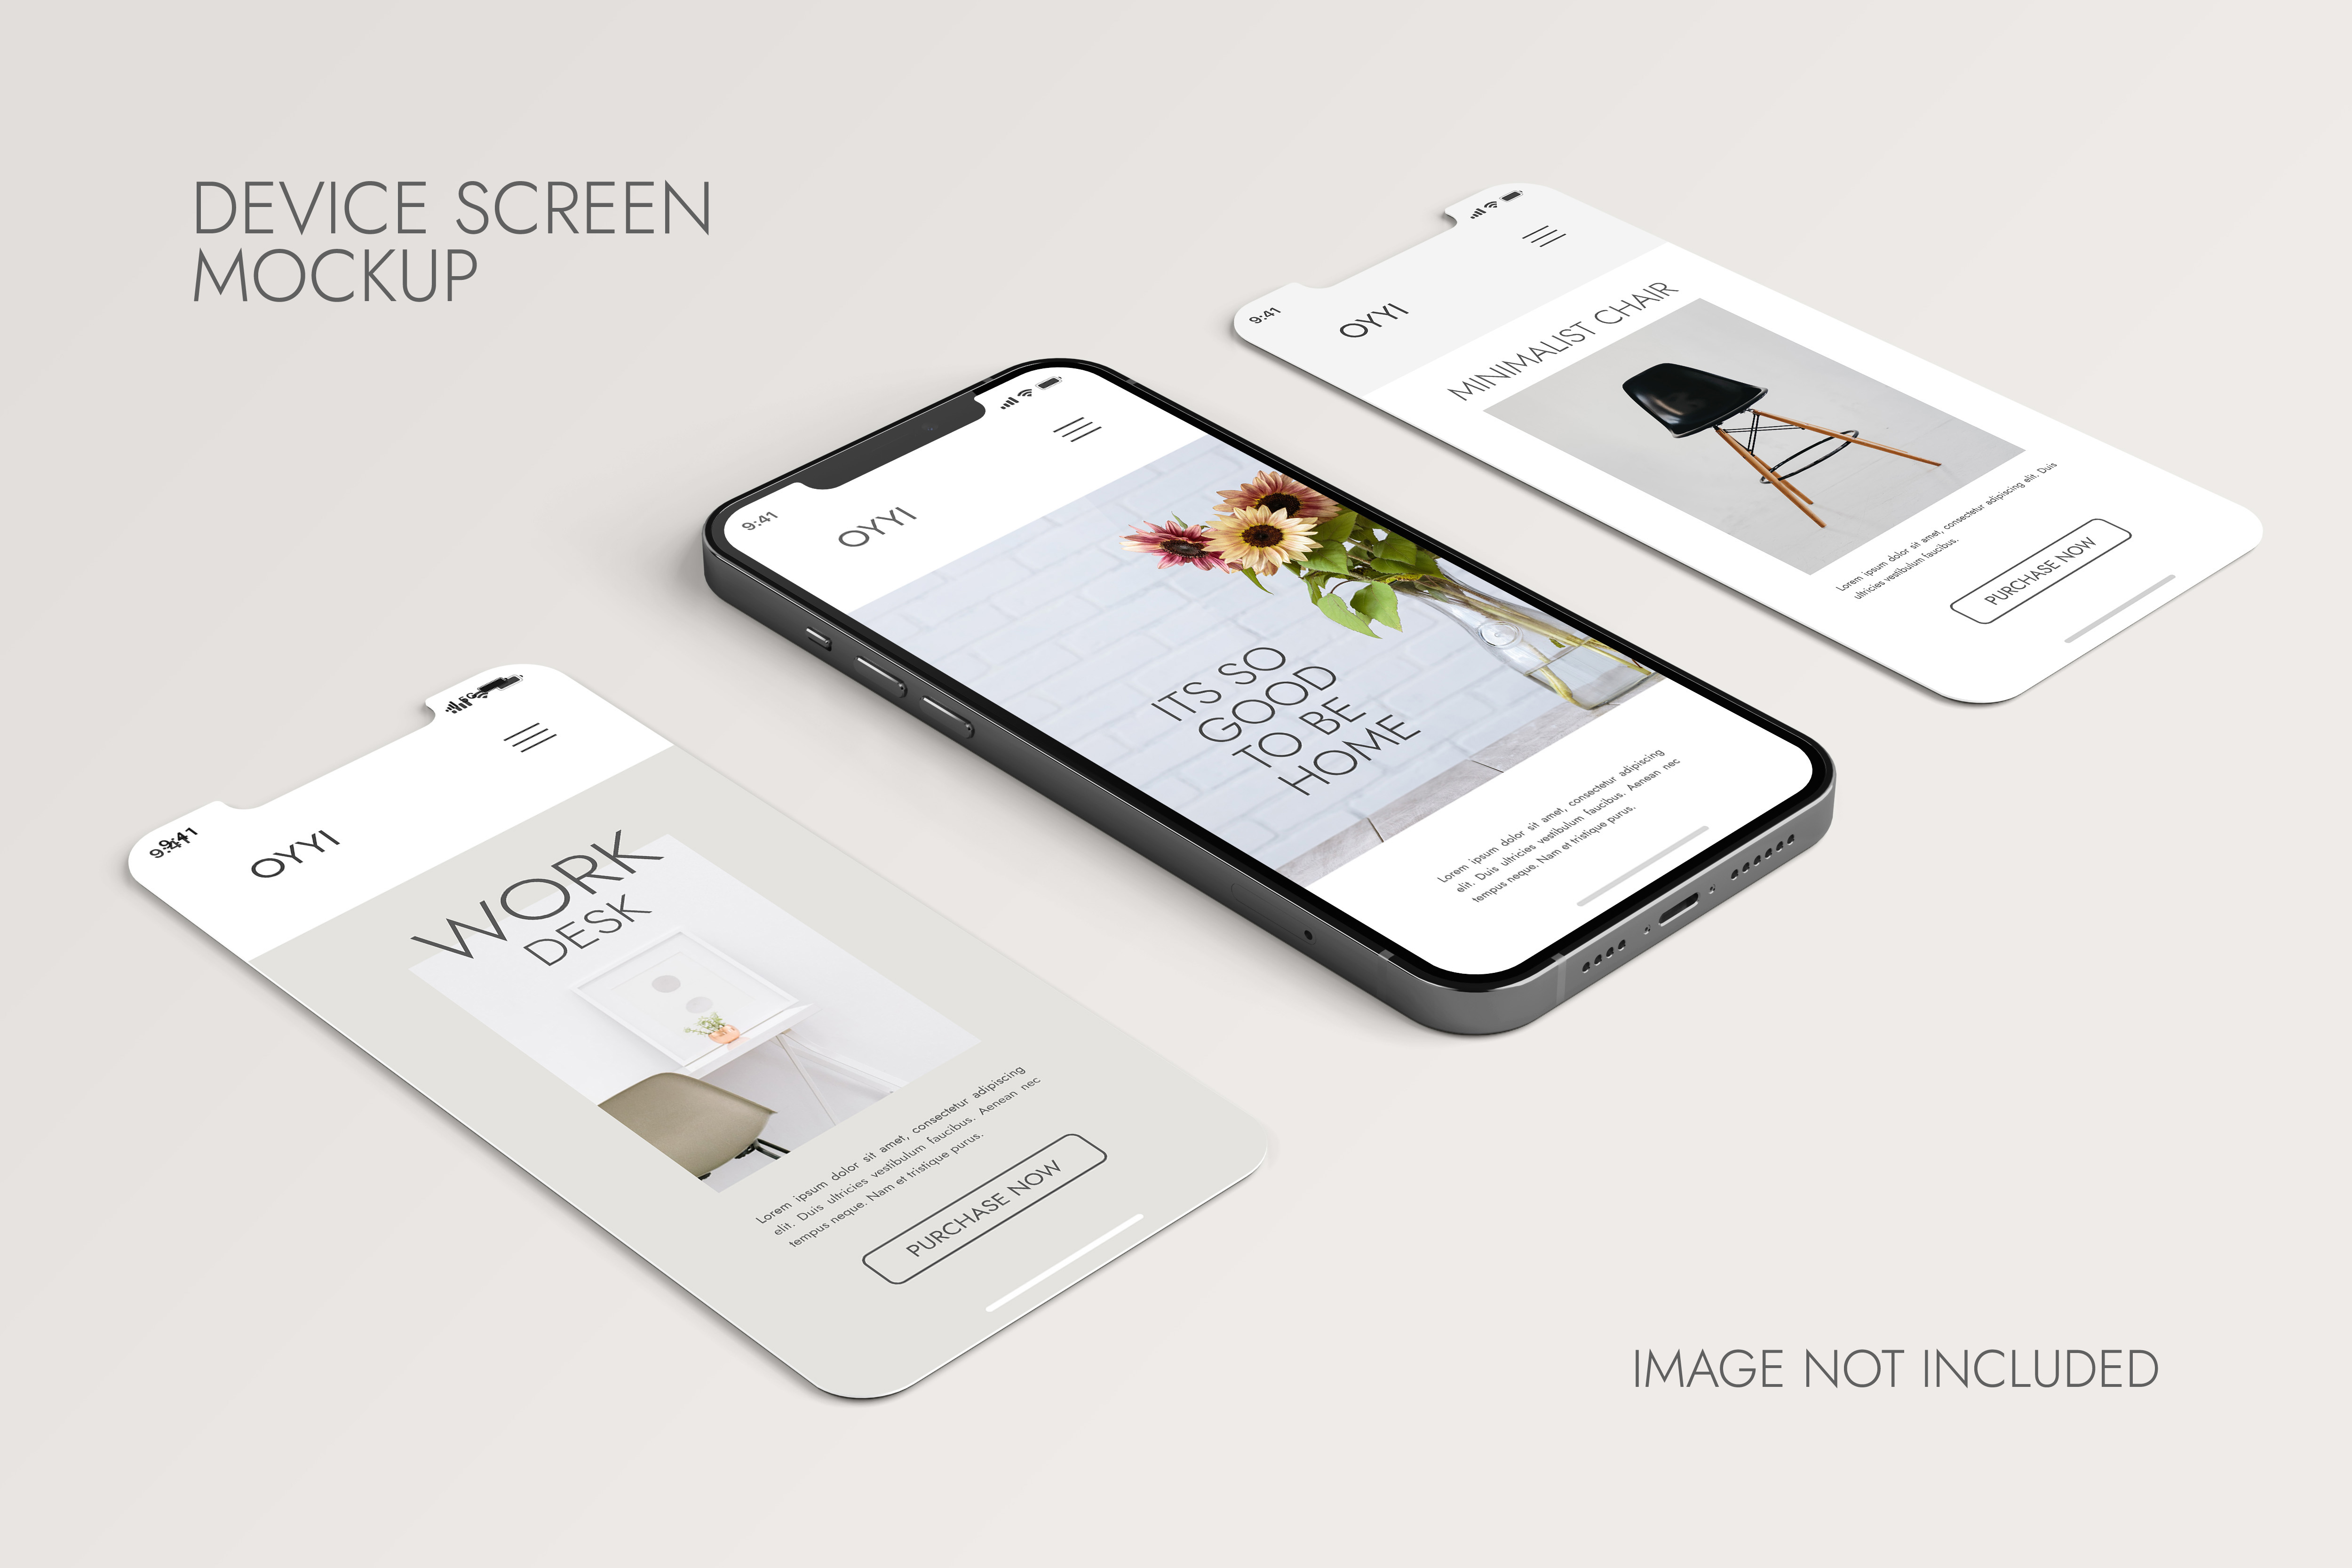 DEVICE SCREEN
MOCKUP
9:41
OYYI
MINIMALIST CHAIR
Lorem ipsum dolor sit amet, consectetur adipiscing elit. Duis
ultricies vestibulum faucibus.
PURCHASE NOW
9:41
OYYI
ITS SO
GOOD
TO BE
HOME
Lorem ipsum dolor sit amet, consectetur adipiscing
elit. Duis ultricies vestibulum faucibus. Aenean nec
tempus neque. Nam et tristique purus.
9:41
OYYI
WORK
DESK
Lorem ipsum dolor sit amet, consectetur adipiscing
elit. Duis ultricies vestibulum faucibus. Aenean nec
tempus neque. Nam et tristique purus.
PURCHASE NOW
IMAGE NOT INCLUDED